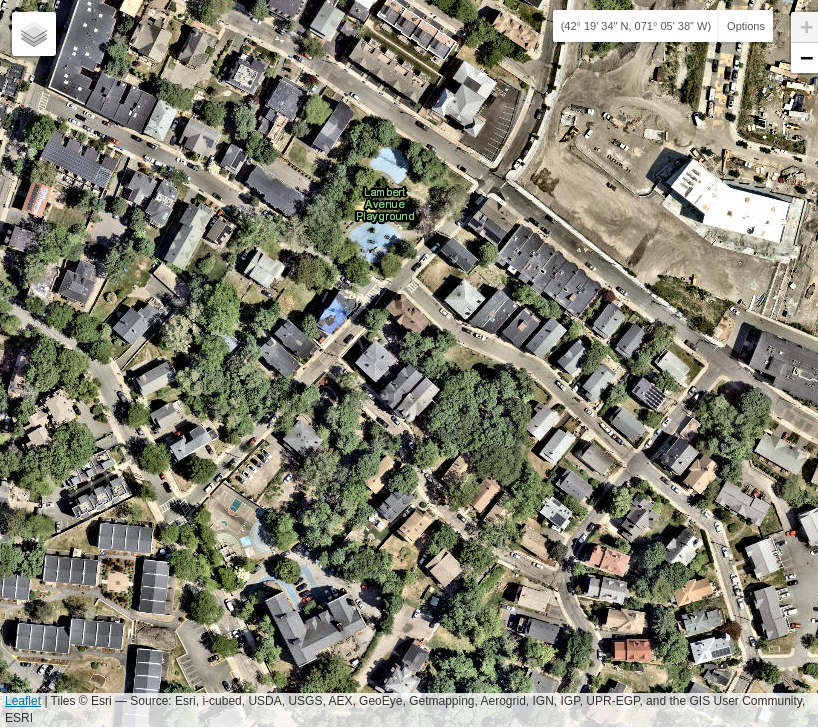 (42° 19' 34" N, 071° 05' 38" W) Options
+
−
Lambert
Avenue
Playground
Leaflet | Tiles © Esri — Source: Esri, i-cubed, USDA, USGS, AEX, GeoEye, Getmapping, Aerogrid, IGN, IGP, UPR-EGP, and the GIS User Community,
ESRI